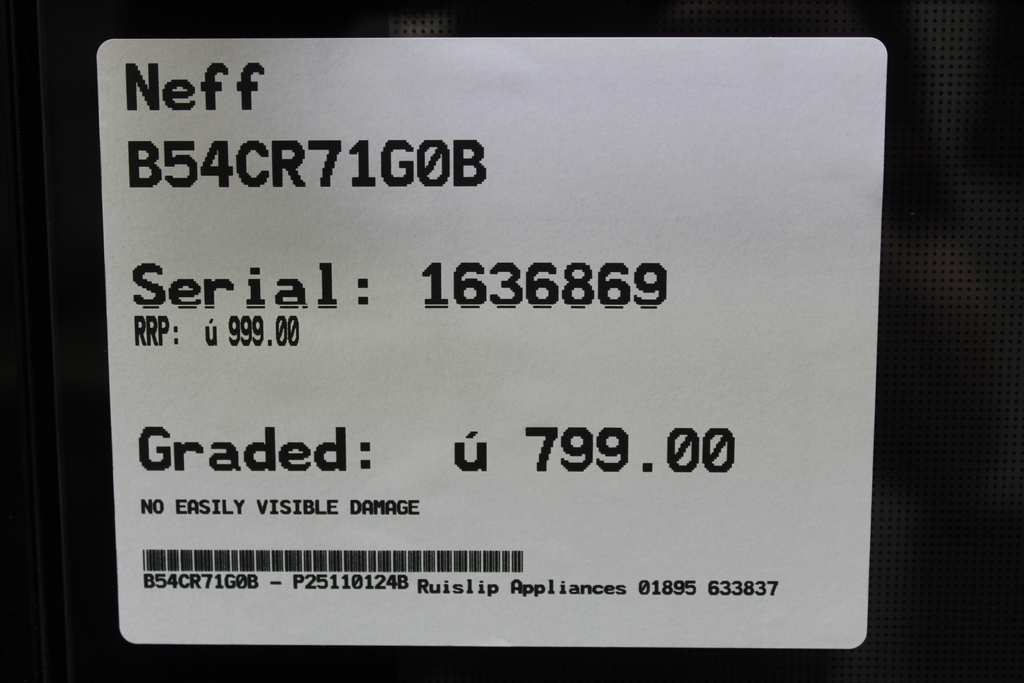 Neff
B54CR71G0B
Serial: 1636869
RRP: ú 999.00
Graded: ú 799.00
NO EASILY VISIBLE DAMAGE
B54CR71G0B - P25110124B Ruislip Appliances 01895 633837